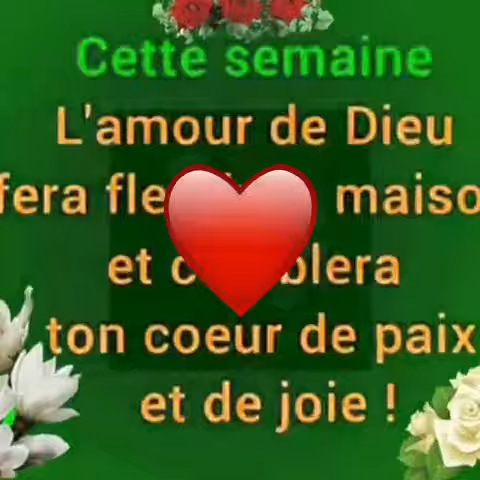 Cette semaine
L'amour de Dieu
fera
et
ton coeur de paix
et de joie !